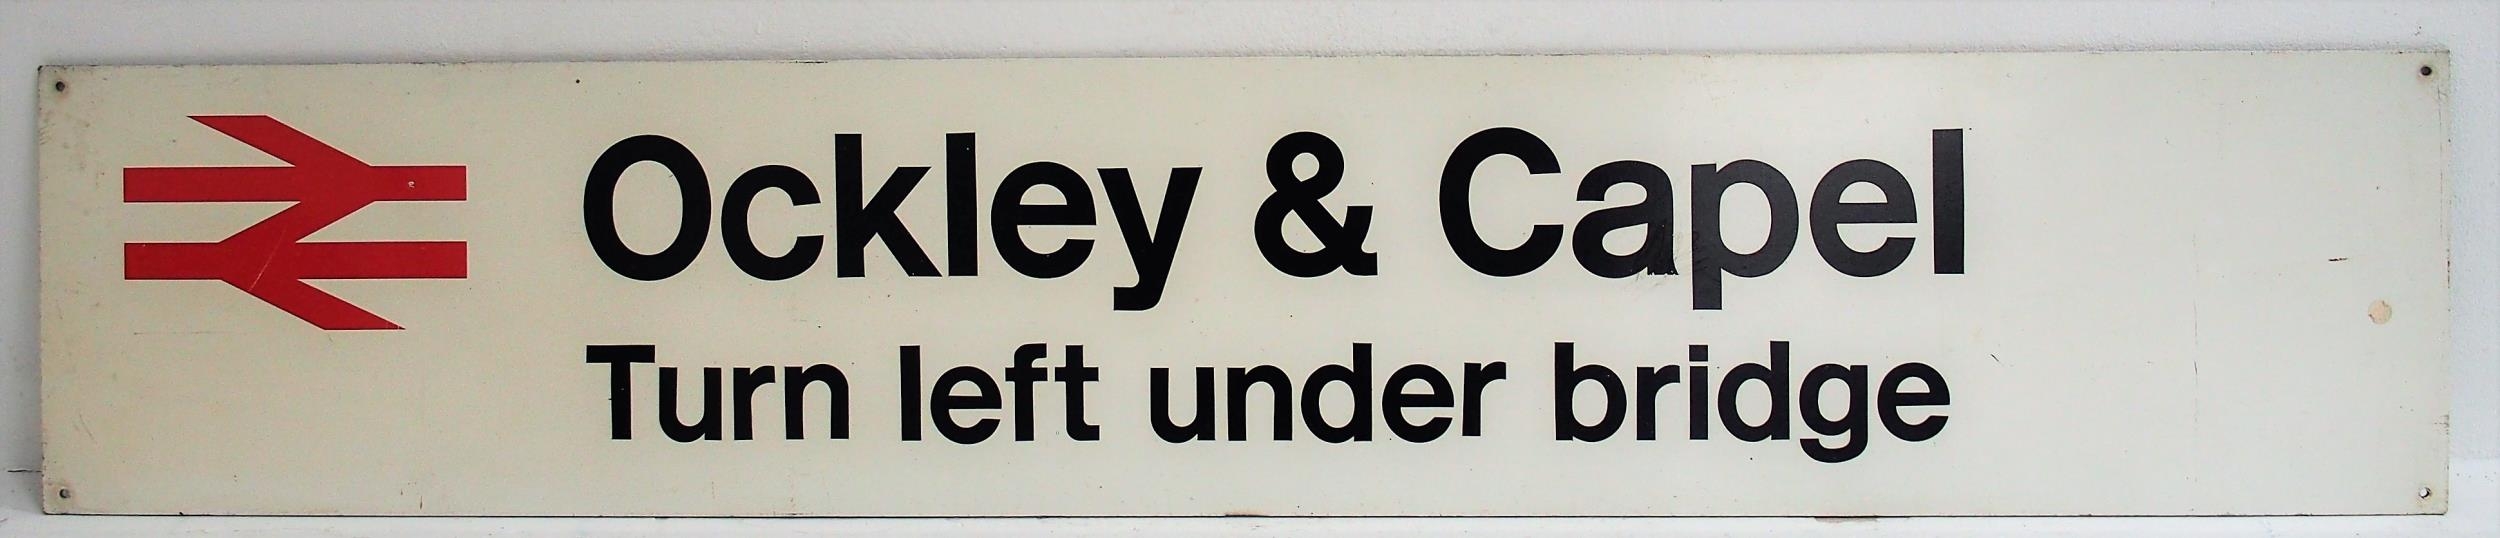 Ockley & Capel
Turn left under bridge